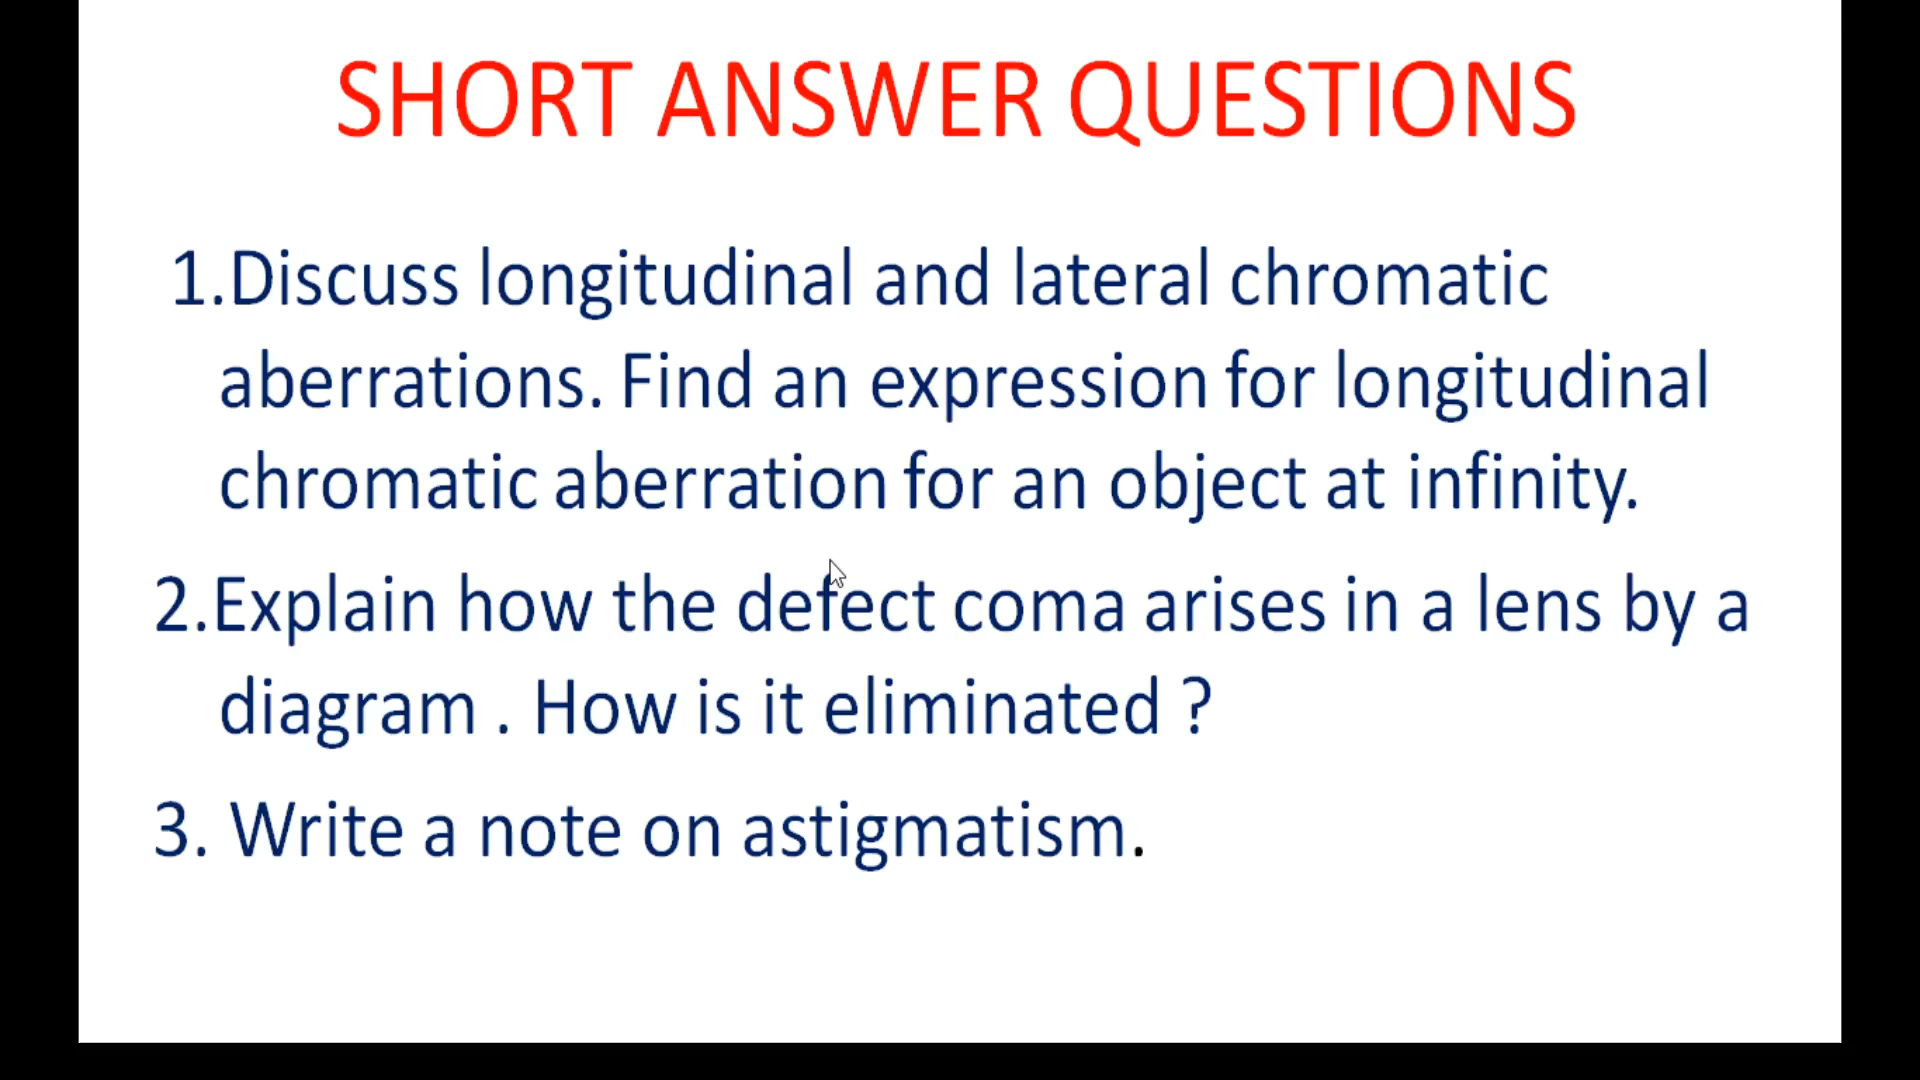 SHORT ANSWER QUESTIONS
1.Discuss longitudinal and lateral chromatic
aberrations. Find an expression for longitudinal
chromatic aberration for an object at infinity.
2.Explain how the defect coma arises in a lens by a
diagram . How is it eliminated ?
3. Write a note on astigmatism.